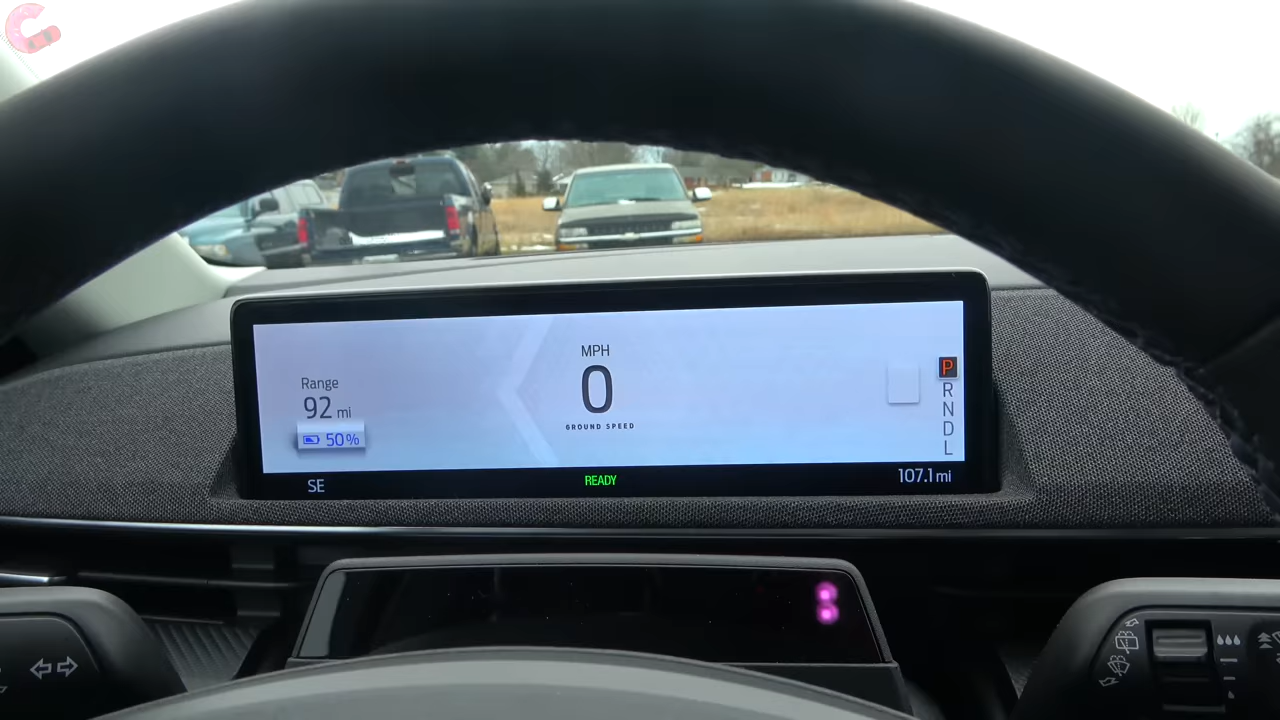 MPH
0
GROUND SPEED
Range
92 mi
50%
P
R
N
D
L
SE
READY
107.1 mi